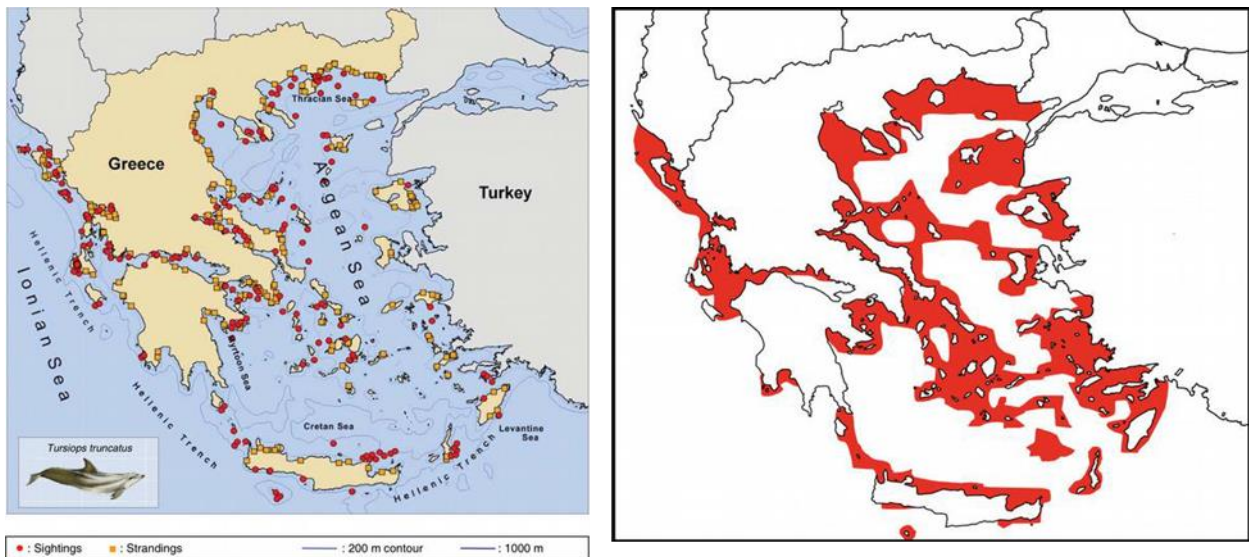 Thracian Sea
Greece
Aegean Sea
Turkey
Hellenic Trench
Ionian Sea
Myrtoon Sea
Hellenic Trench
Cretan Sea
Levantine
Sea
Hellenic Trench
Tursiops truncatus
: Sightings : Strandings : 200 m contour : 1000 m